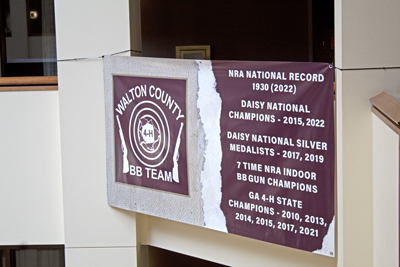 WALTON COUNTY
4-H
BB TEAM
NRA NATIONAL RECORD
1930 (2022)
DAISY NATIONAL
CHAMPIONS - 2015, 2022
DAISY NATIONAL SILVER
MEDALISTS - 2017, 2019
7 TIME NRA INDOOR
BB GUN CHAMPIONS
GA 4-H STATE
CHAMPIONS - 2010, 2013,
2014, 2015, 2017, 2021